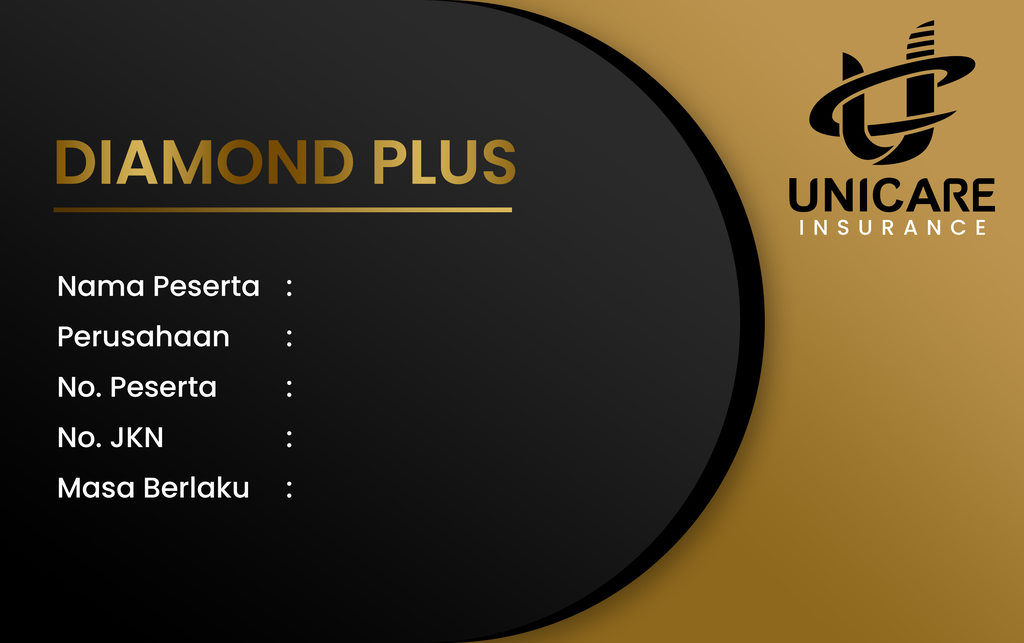 DIAMOND PLUS
Nama Peserta :
Perusahaan :
No. Peserta :
No. JKN :
Masa Berlaku :
UNICARE
INSURANCE